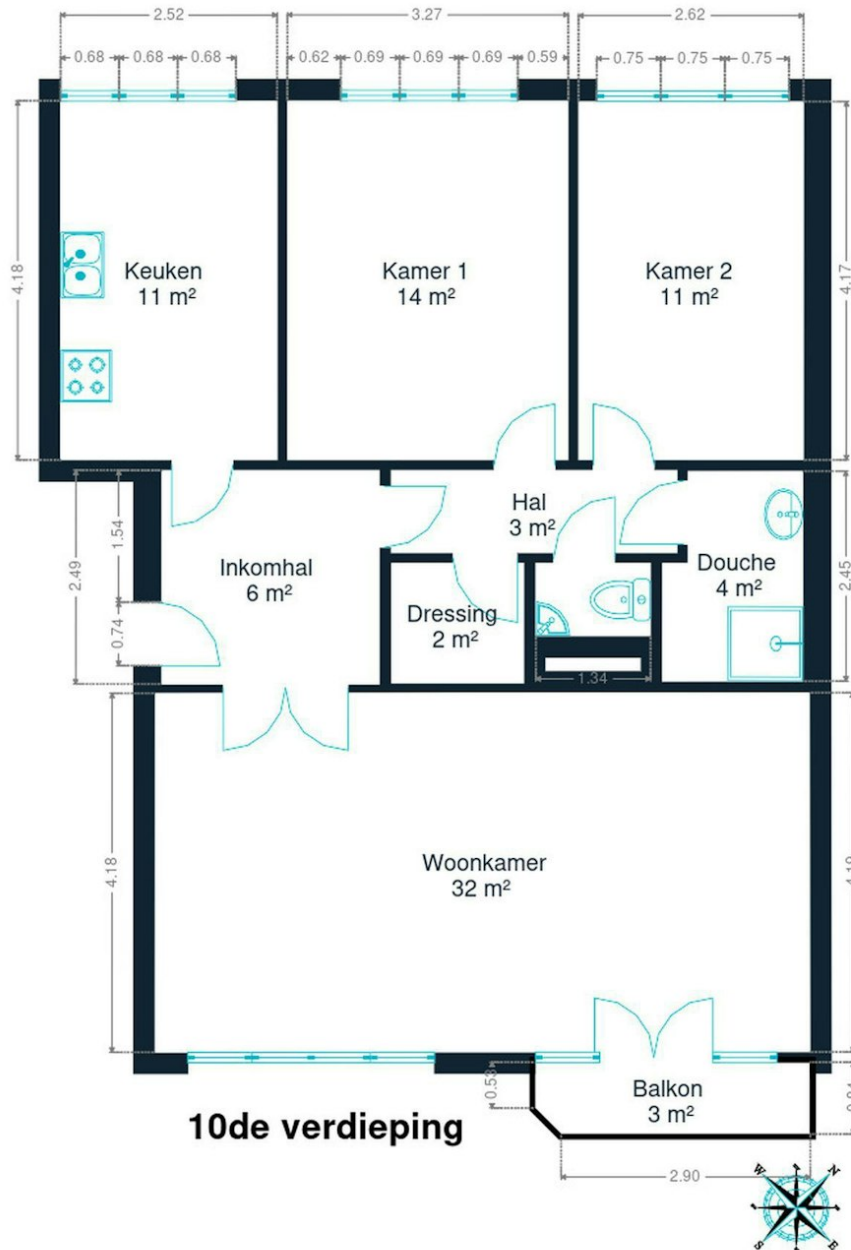 2.52 3.27 2.62
0.68 0.68 0.68 0.62 0.69 0.69 0.69 0.59 0.75 0.75 0.75
4.18
4.17
Keuken
11 m²
Kamer 1
14 m²
Kamer 2
11 m²
1.54
2.49
0.74
Inkomhal
6 m²
Hal
3 m²
Dressing
2 m²
Douche
4 m²
2.45
1.34
4.18
Woonkamer
32 m²
0.53
Balkon
3 m²
10de verdieping
2.90
W N
S E